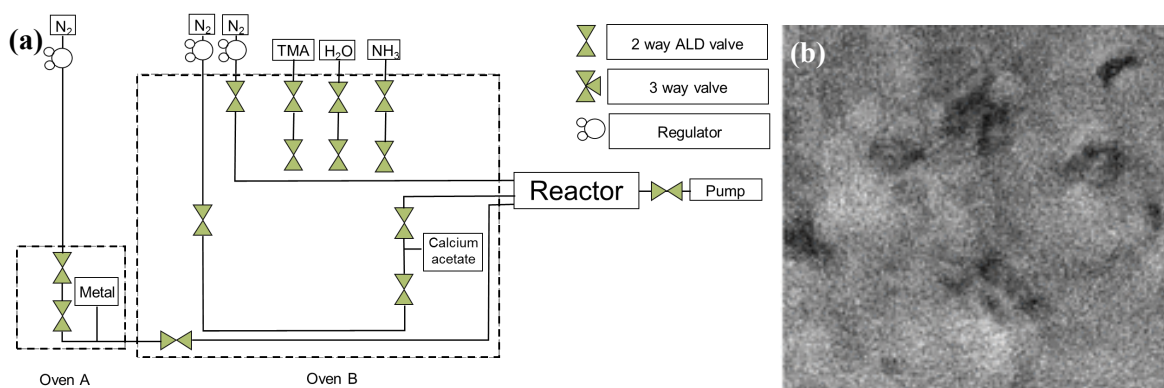 (a)
N₂
N₂
N₂
TMA
H₂O
NH₃
2 way ALD valve
3 way valve
Regulator
Reactor
Pump
Calcium
acetate
Metal
Oven A
Oven B
(b)